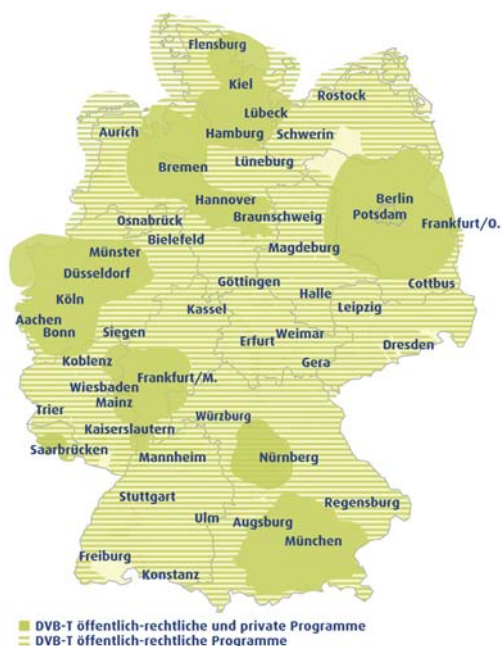 Flensburg
Kiel
Rostock
Lübeck
Aurich
Hamburg
Schwerin
Bremen
Lüneburg
Hannover
Berlin
Osnabrück
Braunschweig
Potsdam
Frankfurt/O.
Bielefeld
Münster
Magdeburg
Düsseldorf
Göttingen
Cottbus
Köln
Halle
Kassel
Leipzig
Aachen
Bonn
Siegen
Weimar
Erfurt
Dresden
Koblenz
Gera
Frankfurt/M.
Wiesbaden
Mainz
Trier
Würzburg
Kaiserslautern
Saarbrücken
Mannheim
Nürnberg
Stuttgart
Regensburg
Ulm
Augsburg
München
Freiburg
Konstanz
DVB-T öffentlich-rechtliche und private Programme
DVB-T öffentlich-rechtliche Programme